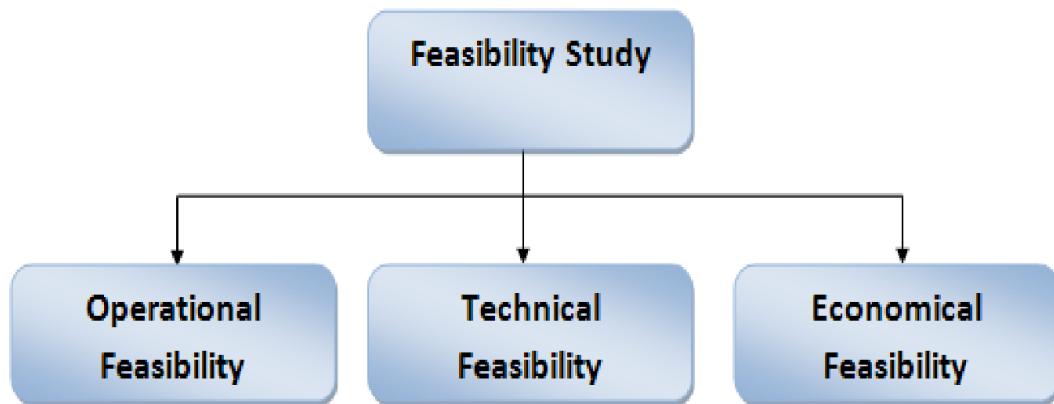 Feasibility Study
Operational
Feasibility
Technical
Feasibility
Economical
Feasibility